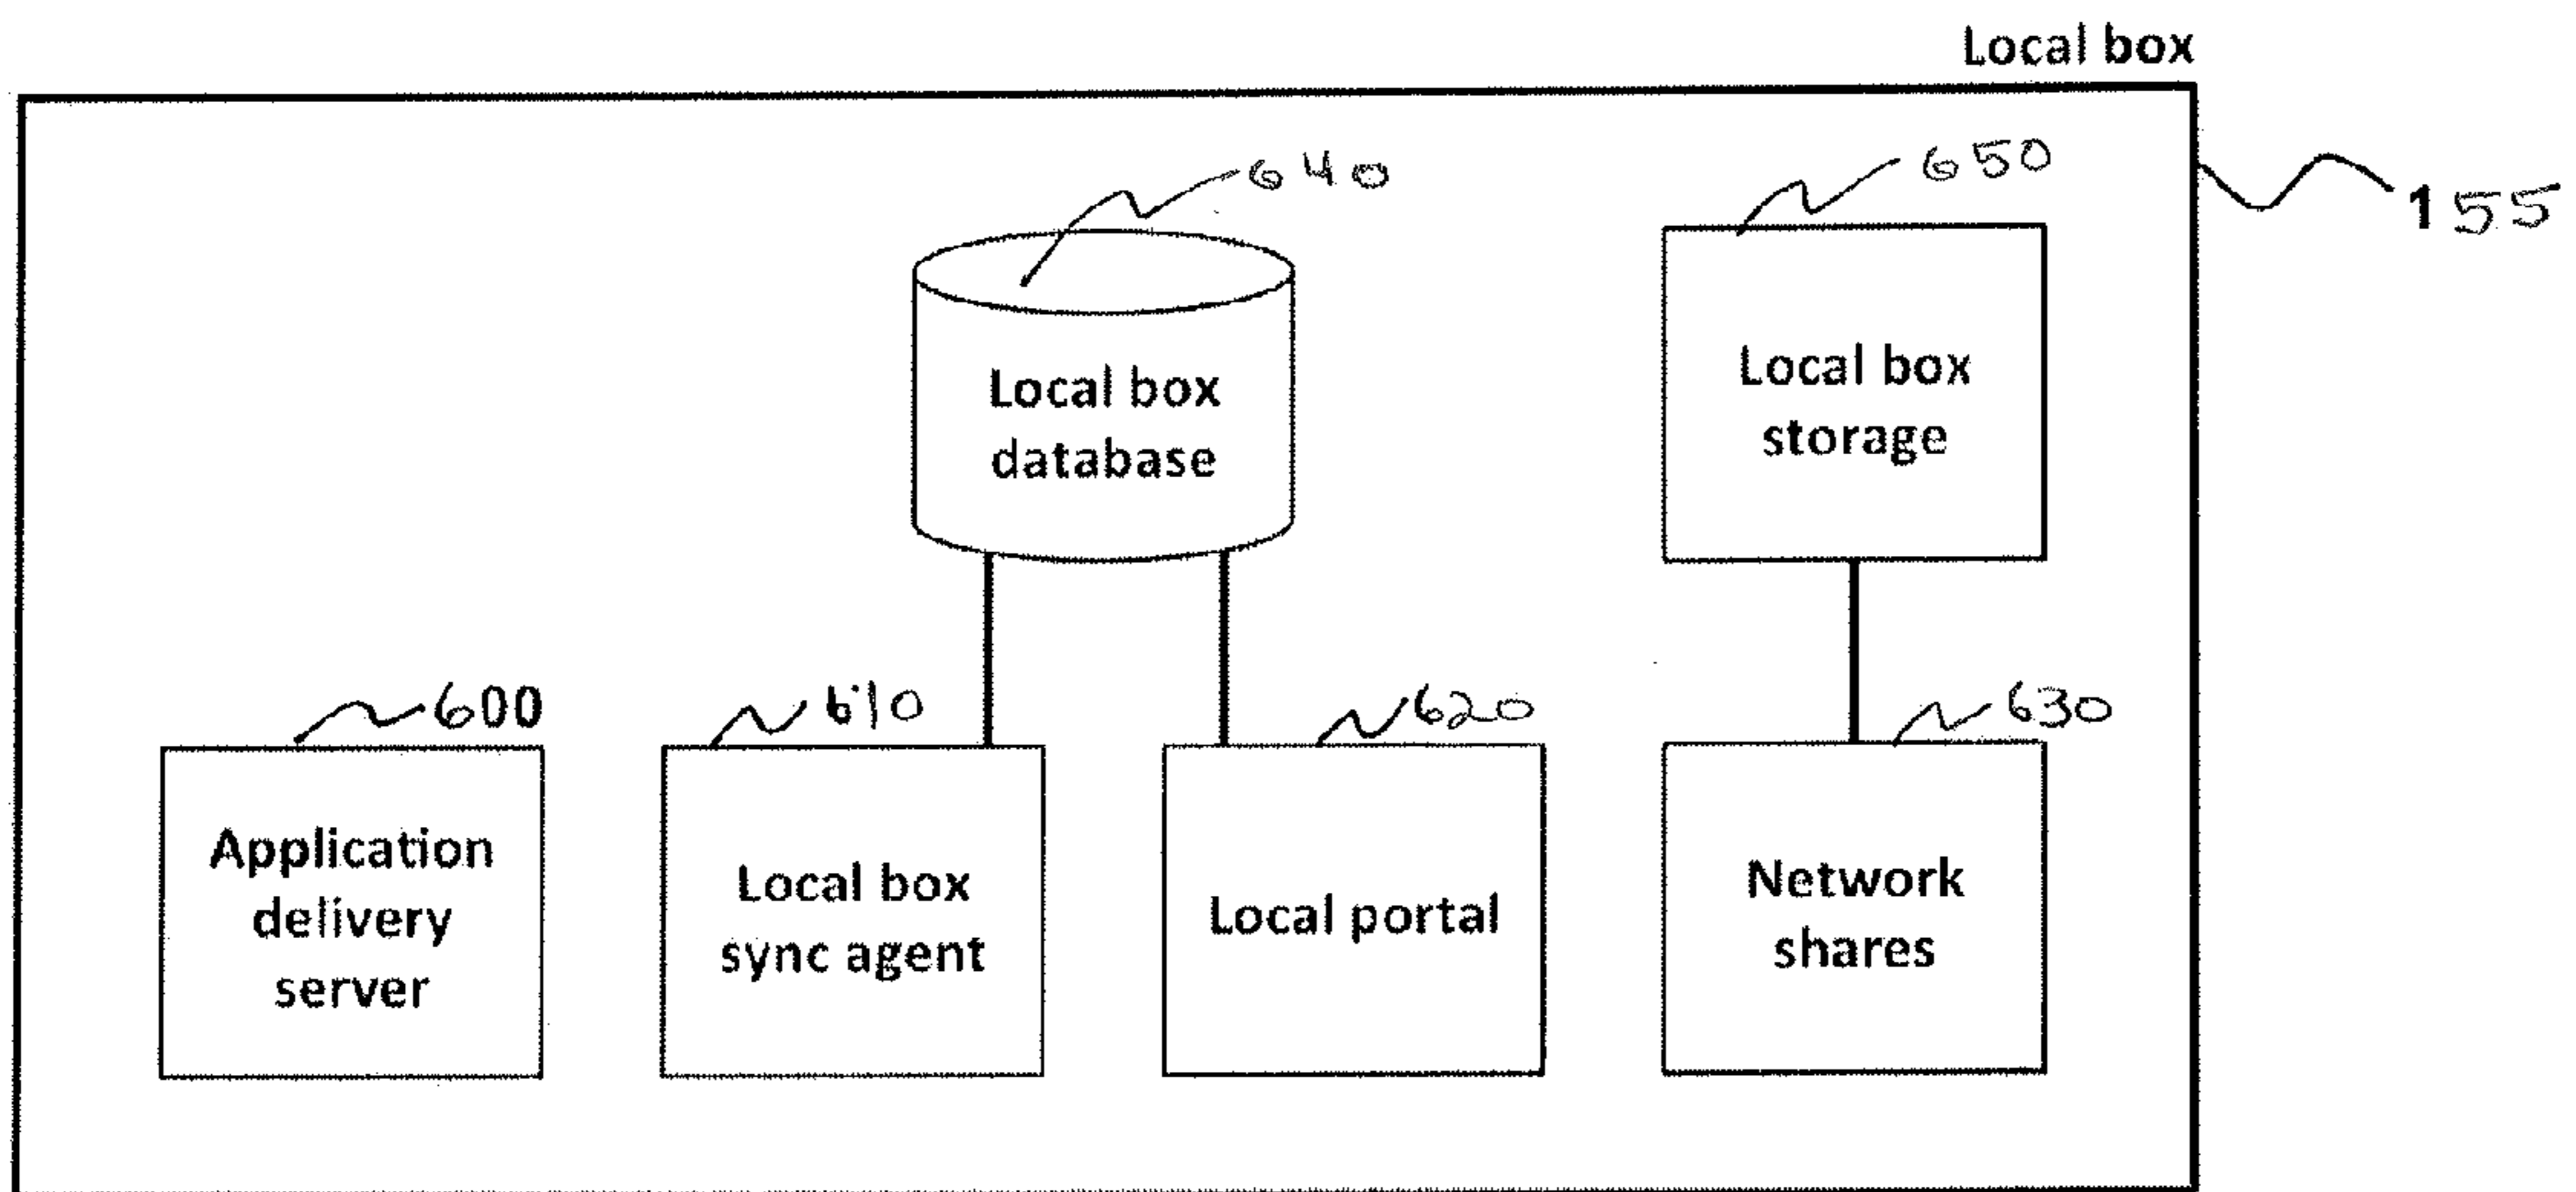 Local box
155
640
650
Local box
database
Local box
storage
600
610
620
630
Application
delivery
server
Local box
sync agent
Local portal
Network
shares